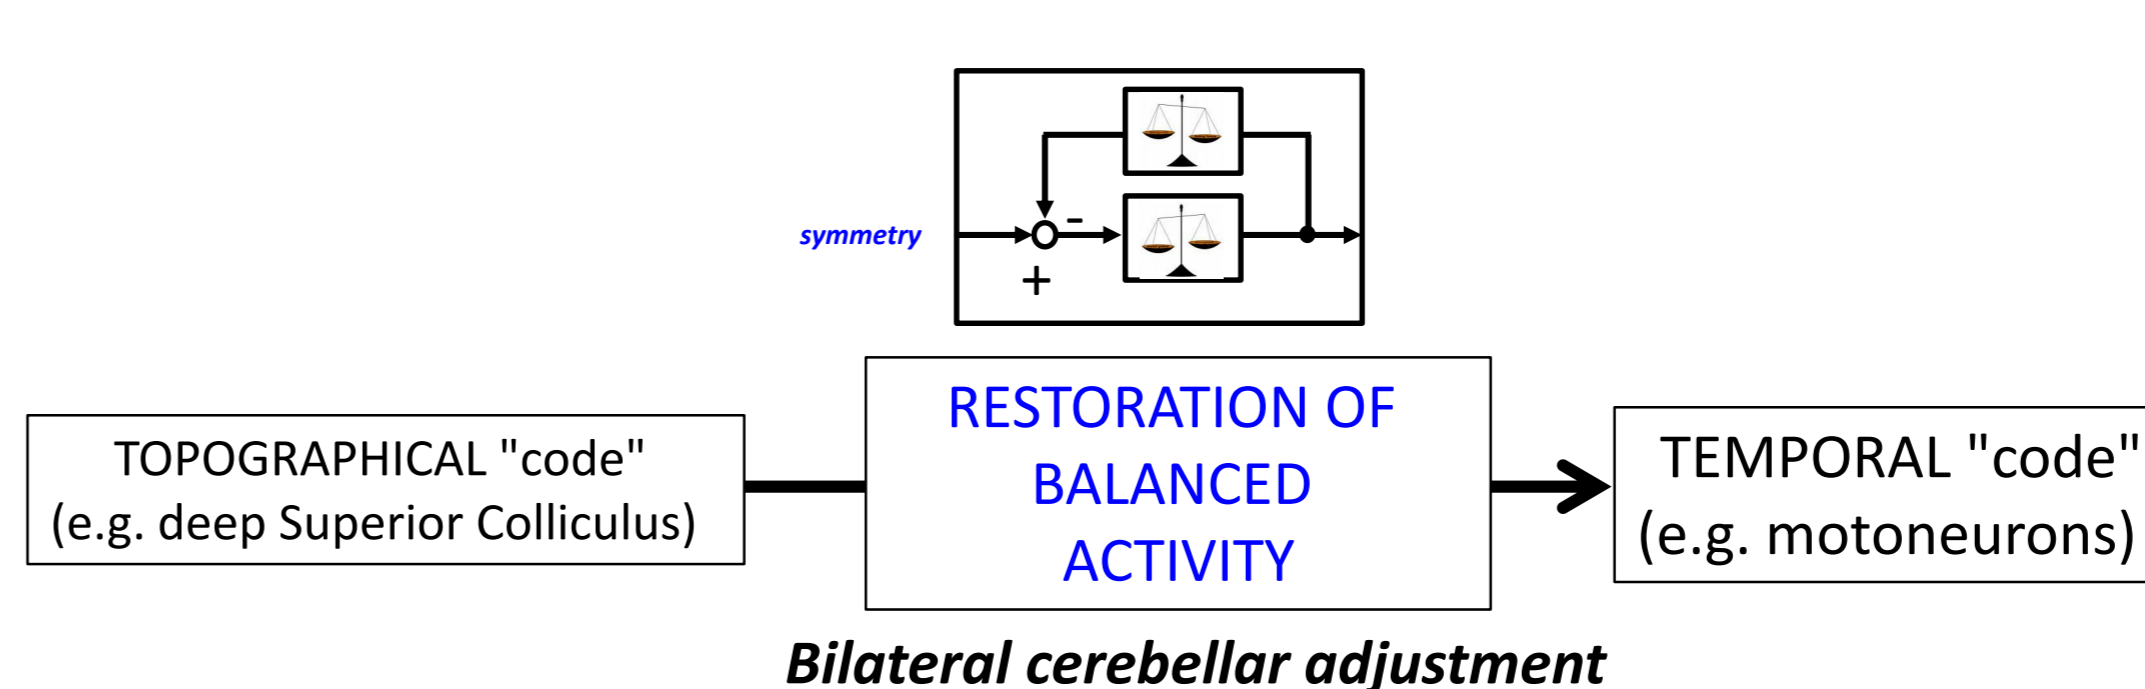 -
symmetry
+
TOPOGRAPHICAL "code"
(e.g. deep Superior Colliculus)
RESTORATION OF
BALANCED
ACTIVITY
TEMPORAL "code"
(e.g. motoneurons)
Bilateral cerebellar adjustment